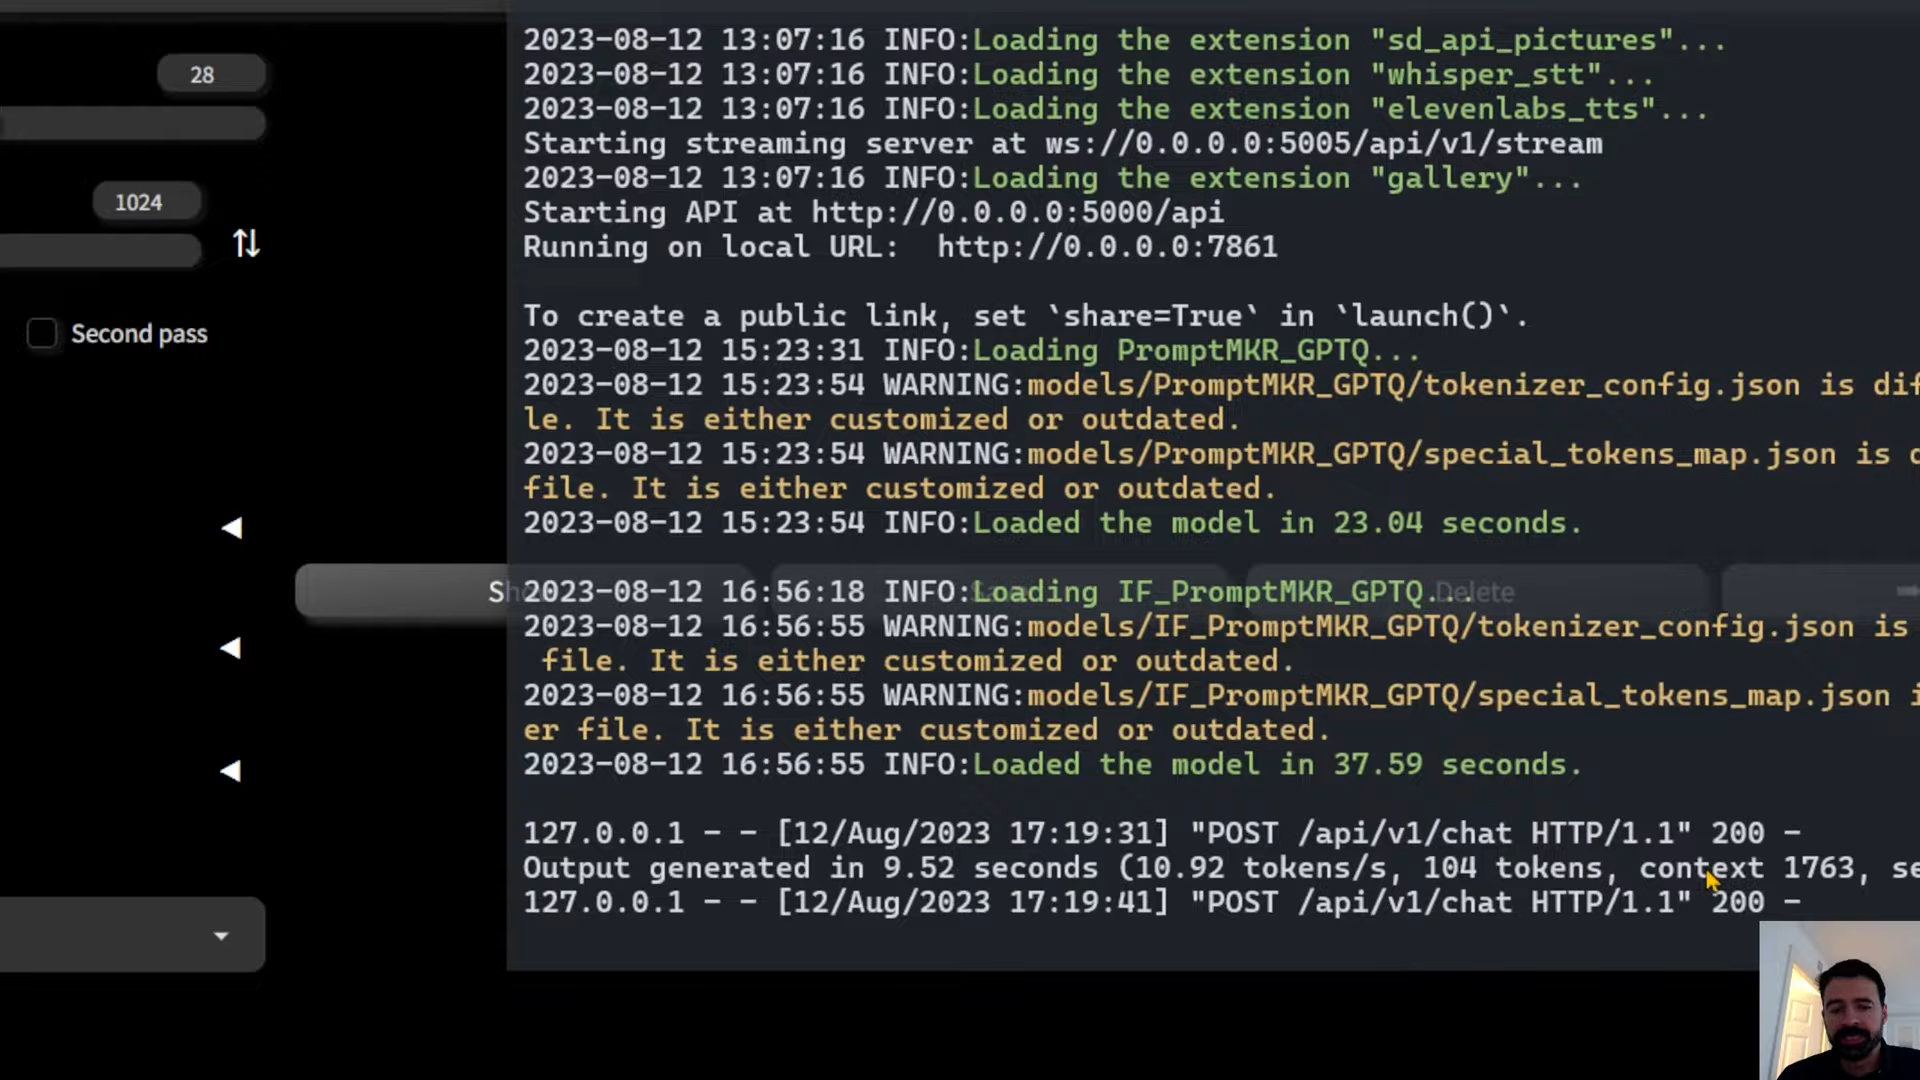 28
1024
Second pass
2023-08-12 13:07:16 INFO:Loading the extension "sd_api_pictures"...
2023-08-12 13:07:16 INFO:Loading the extension "whisper_stt"...
2023-08-12 13:07:16 INFO:Loading the extension "elevenlabs_tts"...
Starting streaming server at ws://0.0.0.0:5005/api/v1/stream
2023-08-12 13:07:16 INFO:Loading the extension "gallery"...
Starting API at http://0.0.0.0:5000/api
Running on local URL:  http://0.0.0.0:7861
To create a public link, set `share=True` in `launch()`.
2023-08-12 15:23:31 INFO:Loading PromptMKR_GPTQ...
2023-08-12 15:23:54 WARNING:models/PromptMKR_GPTQ/tokenizer_config.json is dif
le. It is either customized or outdated.
2023-08-12 15:23:54 WARNING:models/PromptMKR_GPTQ/special_tokens_map.json is
file. It is either customized or outdated.
2023-08-12 15:23:54 INFO:Loaded the model in 23.04 seconds.
2023-08-12 16:56:18 INFO:Loading IF_PromptMKR_GPTQ...
Delete
2023-08-12 16:56:55 WARNING:models/IF_PromptMKR_GPTQ/tokenizer_config.json is
file. It is either customized or outdated.
2023-08-12 16:56:55 WARNING:models/IF_PromptMKR_GPTQ/special_tokens_map.json
er file. It is either customized or outdated.
2023-08-12 16:56:55 INFO:Loaded the model in 37.59 seconds.
127.0.0.1 - - [12/Aug/2023 17:19:31] "POST /api/v1/chat HTTP/1.1" 200 -
Output generated in 9.52 seconds (10.92 tokens/s, 104 tokens, context 1763, se
127.0.0.1 - - [12/Aug/2023 17:19:41] "POST /api/v1/chat HTTP/1.1" 200 -